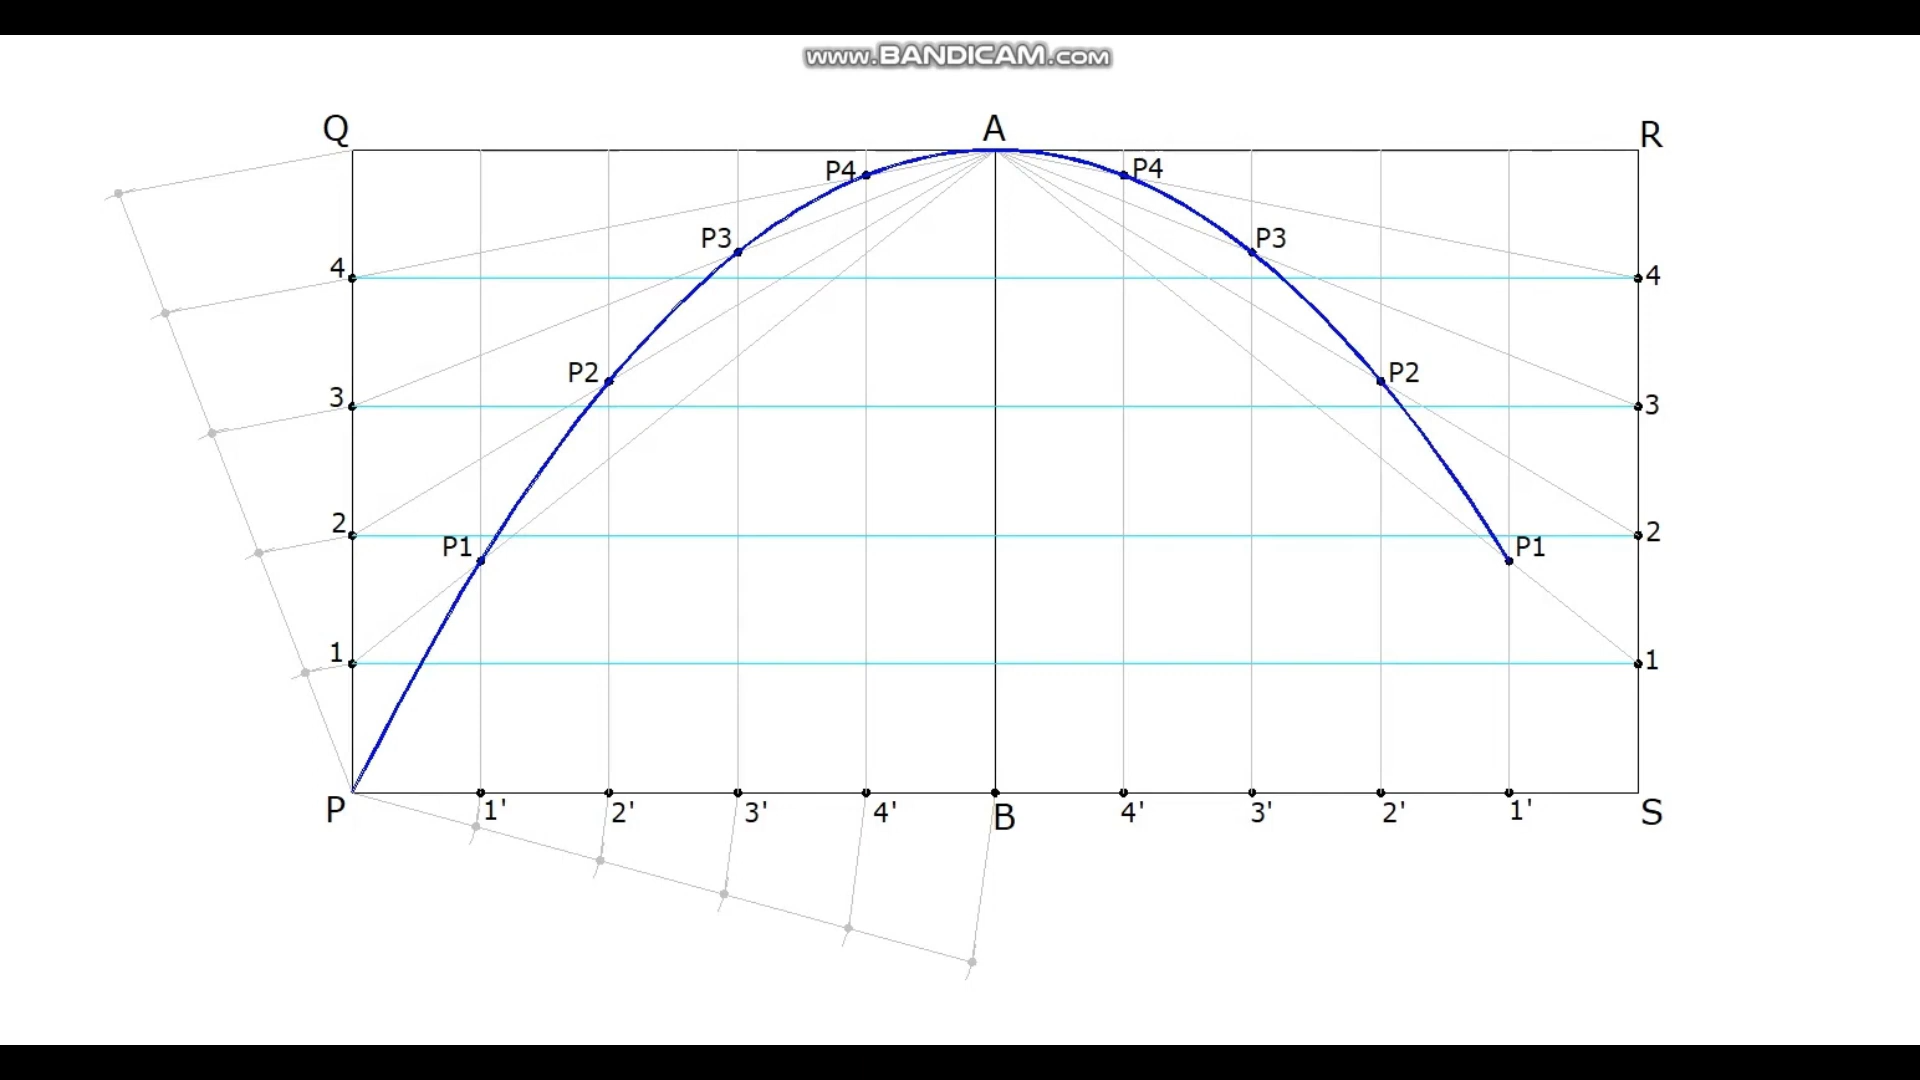 www.BANDICAM.com
Q A R
P4 P4
P3 P3
4 4
P2 P2
3 3
2 2
P1 P1
1 1
P 1' 2' 3' 4' B 4' 3' 2' 1' S